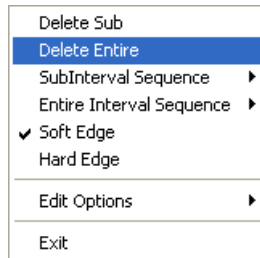 Delete Sub
Delete Entire
SubInterval Sequence
Entire Interval Sequence
Soft Edge
Hard Edge
Edit Options
Exit